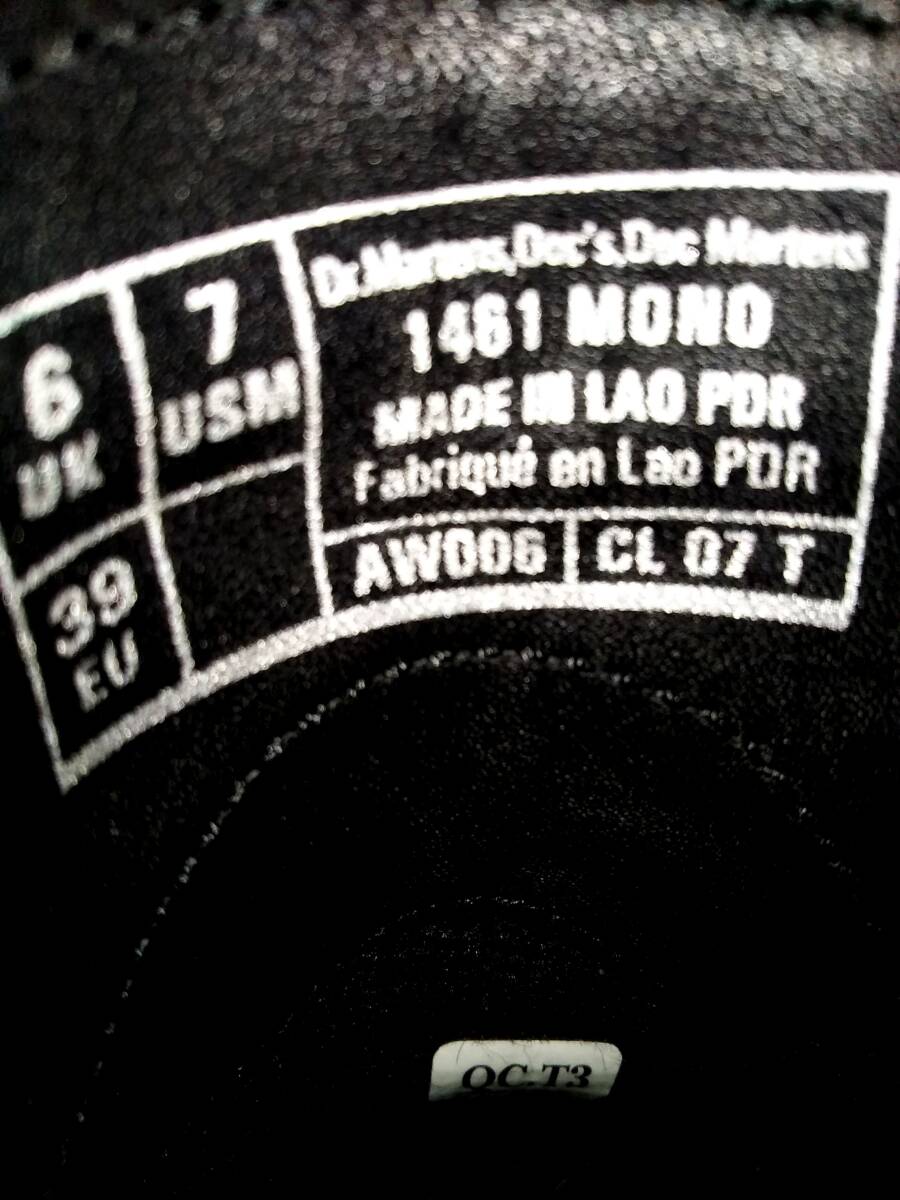 6
UK
7
USM
39
EU
Dr.Martens,Doc's,Doc Martens
1461 MONO
MADE IN LAO PDR
Fabriqué en Lao PDR
AW006
CL 07 T
QC-T3